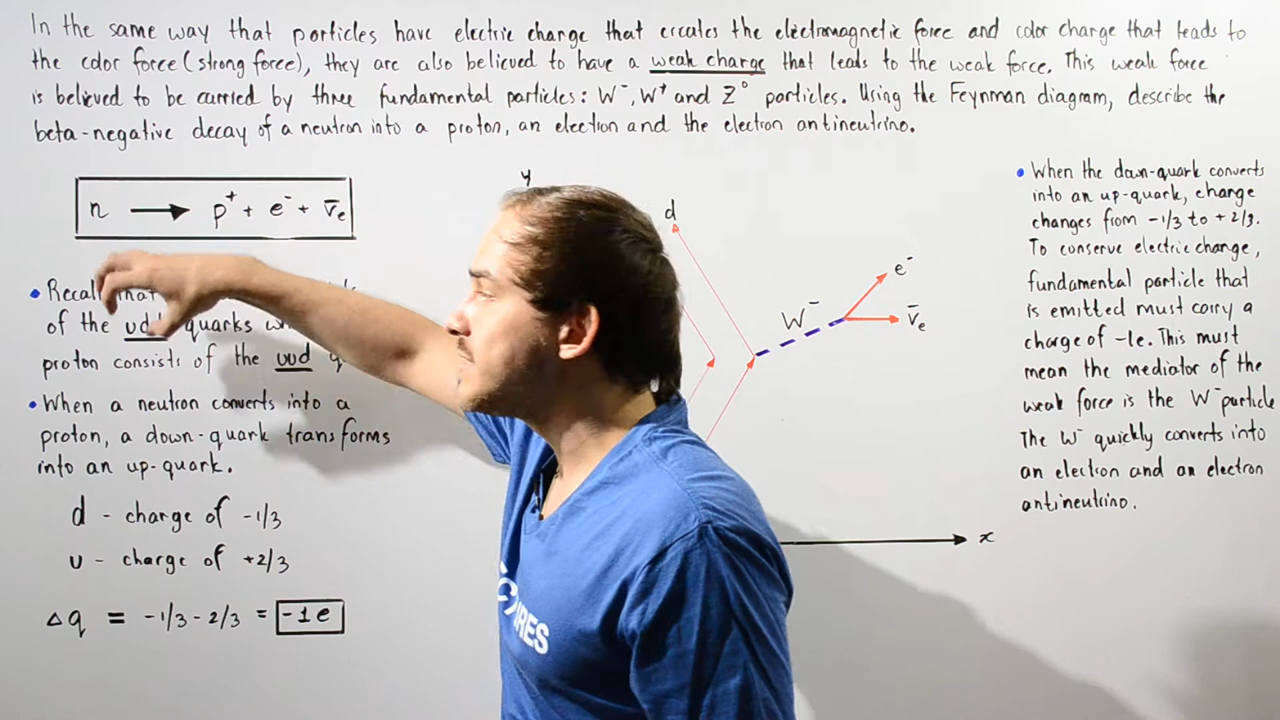 In the same way that particles have electric charge that creates the electromagnetic force and color charge that leads to
the color force (strong force), they are also believed to have a weak charge that leads to the weak force. This weak force
is believed to be carried by three fundamental particles: W⁻, W⁺ and Z⁰ particles. Using the Feynman diagram, describe the
beta-negative decay of a neutron into a proton, an electron and the electron antineutrino.
n → p⁺ + e⁻ + ν̄ₑ
• Recall that
of the udd quarks
proton consists of the uud
• When a neutron converts into a
proton, a down-quark transforms
into an up-quark.
d - charge of -1/3
u - charge of +2/3
Δq = -1/3 - 2/3 = -1e
y
d
W⁻
e⁻
ν̄ₑ
x
• When the down-quark converts
into an up-quark, charge
changes from -1/3 to +2/3.
To conserve electric charge,
fundamental particle that
is emitted must carry a
charge of -1e. This must
mean the mediator of the
weak force is the W⁻ particle
The W⁻ quickly converts into
an electron and an electron
antineutrino.